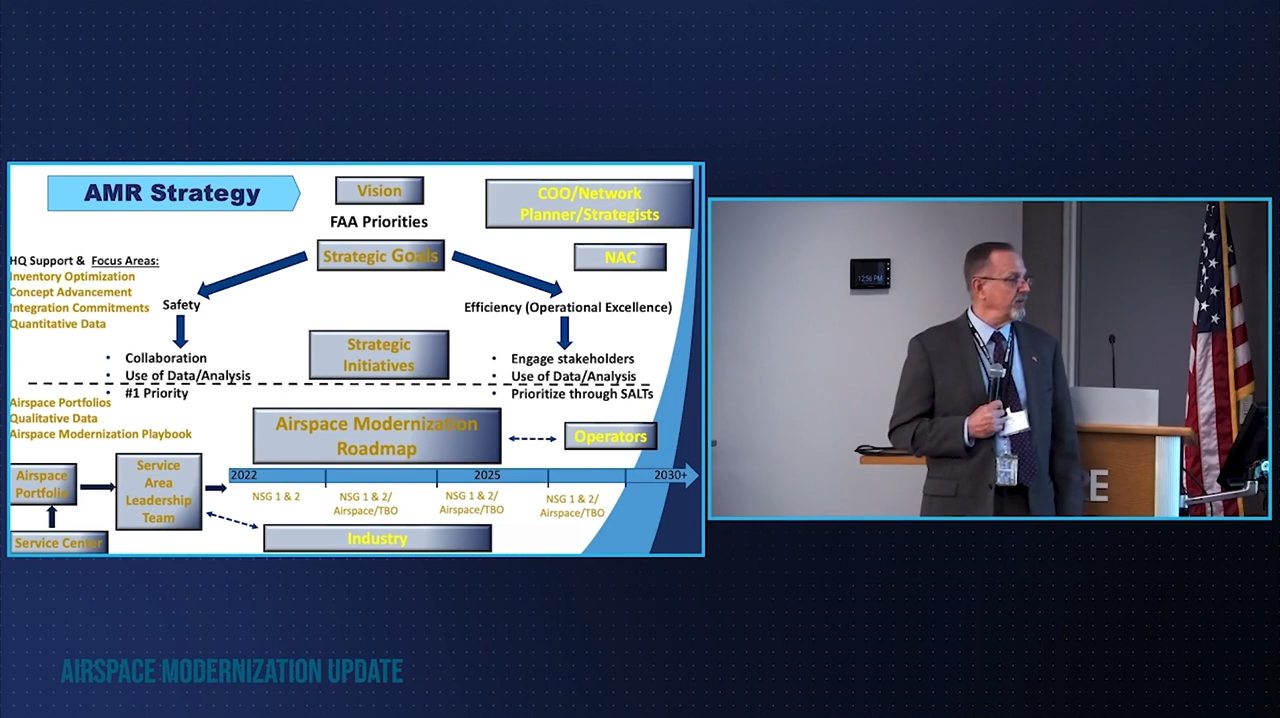 AMR Strategy
Vision
COO/Network
Planner/Strategists
FAA Priorities
Strategic Goals
NAC
HQ Support & Focus Areas:
Inventory Optimization
Concept Advancement
Integration Commitments
Quantitative Data
Safety
Efficiency (Operational Excellence)
Strategic
Initiatives
• Collaboration
• Use of Data/Analysis
• #1 Priority
• Engage stakeholders
• Use of Data/Analysis
• Prioritize through SALTs
Airspace Portfolios
Qualitative Data
Airspace Modernization Playbook
Airspace Modernization
Roadmap
Operators
Airspace
Portfolio
Service
Area
Leadership
Team
Service Center
2022
2025
2030+
NSG 1 & 2
NSG 1 & 2/
Airspace/TBO
NSG 1 & 2/
Airspace/TBO
NSG 1 & 2/
Airspace/TBO
Industry
12:56 PM
PE
AIRSPACE MODERNIZATION UPDATE